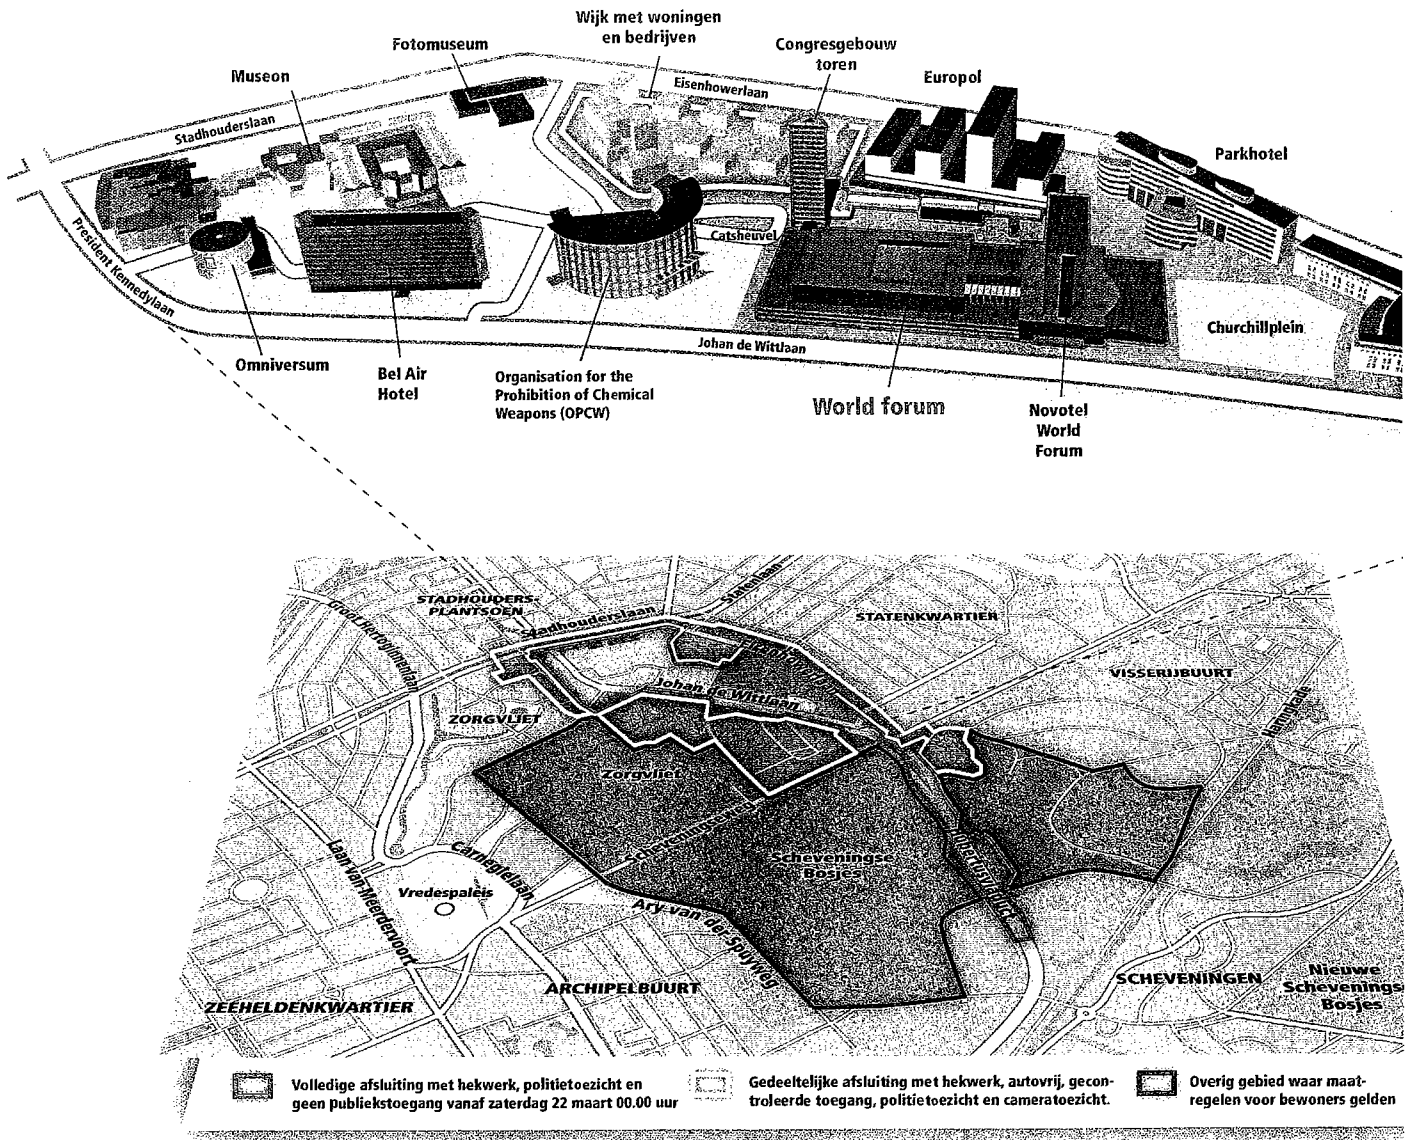 Wijk met woningen
en bedrijven
Fotomuseum
Congresgebouw
toren
Museon
Europol
Eisenhowerlaan
Stadhouderslaan
Parkhotel
President Kennedylaan
Catsheuvel
Churchillplein
Johan de Wittlaan
Omniversum
Bel Air
Hotel
Organisation for the
Prohibition of Chemical
Weapons (OPCW)
World forum
Novotel
World
Forum
STADHOUDERS-
PLANTSOEN
Stadhouderslaan
Statenlaan
Groot Hertoginnelaan
STATENKWARTIER
VISSERIJBUURT
Johan de Wittlaan
Haringkade
ZORGVLIET
Zorgvliet
Scheveningseweg
Scheveningse
Bosjes
Hubertusviaduct
Laan van Meerdervoort
Carnegielaan
Vredespaleis
Ary van der Spuyweg
ARCHIPELBUURT
ZEEHELDENKWARTIER
SCHEVENINGEN
Nieuwe
Schevenings
Bosjes
Volledige afsluiting met hekwerk, politietoezicht en
geen publiekstoegang vanaf zaterdag 22 maart 00.00 uur
Gedeeltelijke afsluiting met hekwerk, autovrij, gecon-
troleerde toegang, politietoezicht en cameratoezicht.
Overig gebied waar maat-
regelen voor bewoners gelden